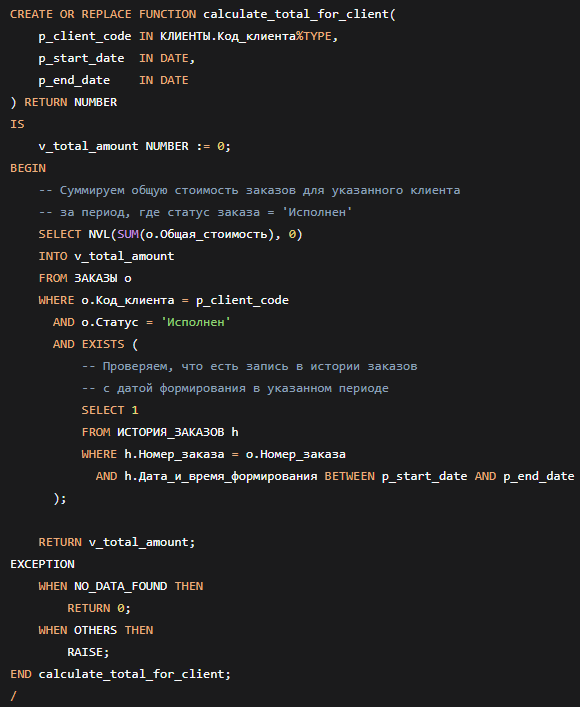 CREATE OR REPLACE FUNCTION calculate_total_for_client(
    p_client_code IN КЛИЕНТЫ.Код_клиента%TYPE,
    p_start_date  IN DATE,
    p_end_date    IN DATE
) RETURN NUMBER
IS
    v_total_amount NUMBER := 0;
BEGIN
    -- Суммируем общую стоимость заказов для указанного клиента
    -- за период, где статус заказа = 'Исполнен'
    SELECT NVL(SUM(o.Общая_стоимость), 0)
    INTO v_total_amount
    FROM ЗАКАЗЫ o
    WHERE o.Код_клиента = p_client_code
      AND o.Статус = 'Исполнен'
      AND EXISTS (
          -- Проверяем, что есть запись в истории заказов
          -- с датой формирования в указанном периоде
          SELECT 1
          FROM ИСТОРИЯ_ЗАКАЗОВ h
          WHERE h.Номер_заказа = o.Номер_заказа
            AND h.Дата_и_время_формирования BETWEEN p_start_date AND p_end_date
      );

    RETURN v_total_amount;
EXCEPTION
    WHEN NO_DATA_FOUND THEN
        RETURN 0;
    WHEN OTHERS THEN
        RAISE;
END calculate_total_for_client;
/